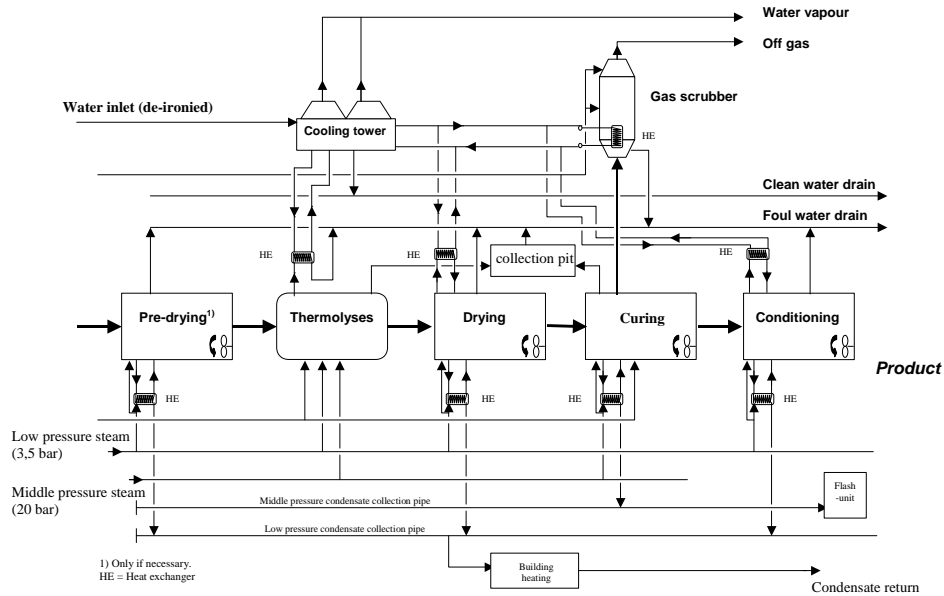 Water vapour
Off gas
Gas scrubber
Water inlet (de-ironied)
Cooling tower
HE
Clean water drain
Foul water drain
HE
HE
collection pit
HE
Pre-drying1)
Thermolyses
Drying
Curing
Conditioning
Product
HE
HE
HE
HE
Low pressure steam
(3,5 bar)
Middle pressure steam
(20 bar)
Middle pressure condensate collection pipe
Flash
-unit
Low pressure condensate collection pipe
1) Only if necessary.
HE = Heat exchanger
Building
heating
Condensate return